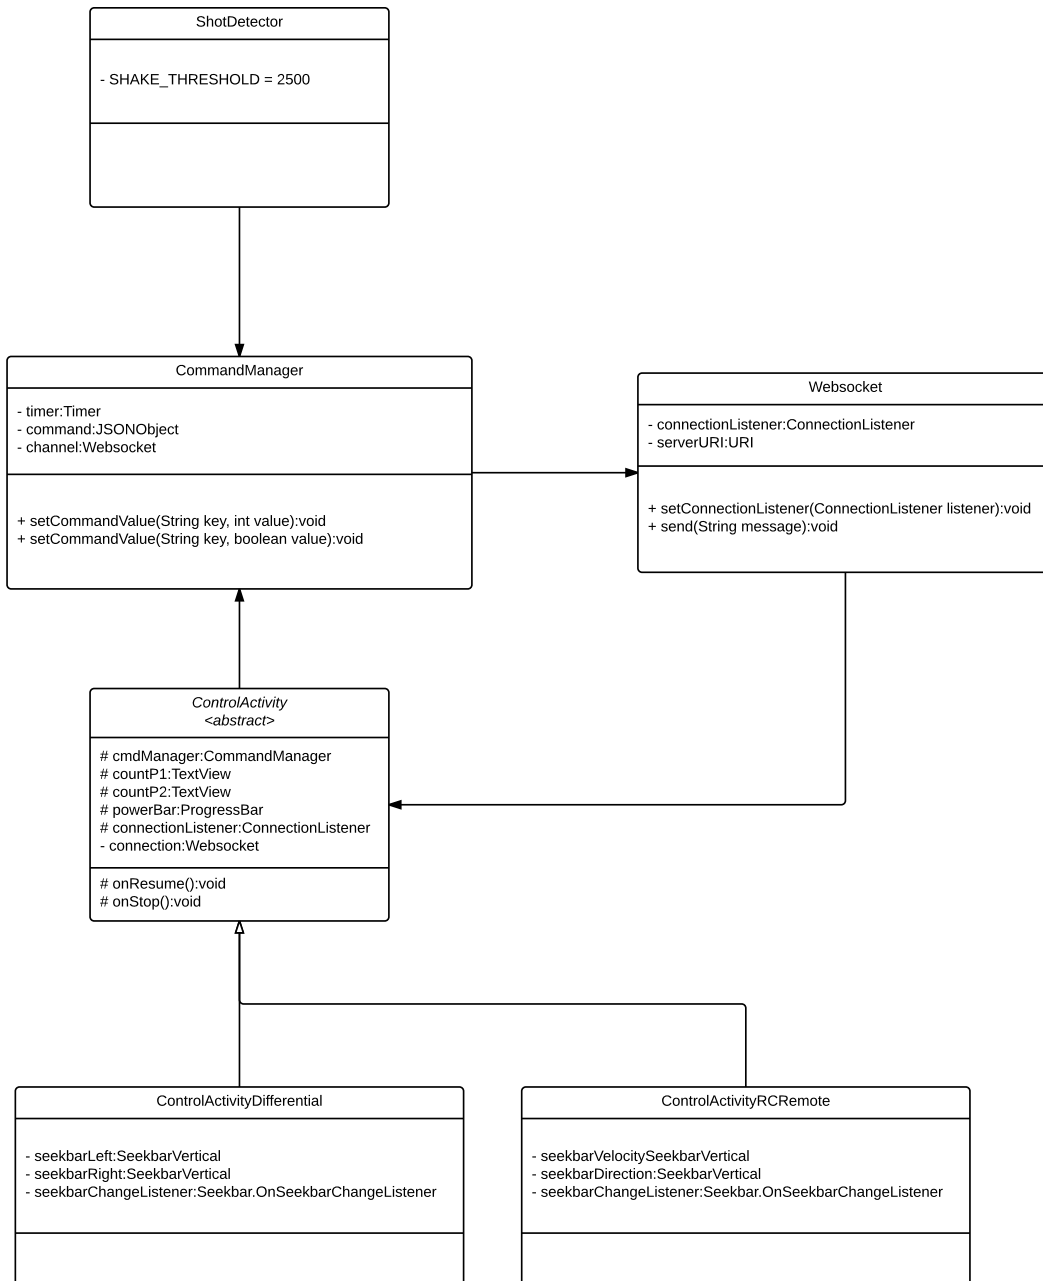 ShotDetector
- SHAKE_THRESHOLD = 2500
CommandManager
- timer:Timer
- command:JSONObject
- channel:Websocket
+ setCommandValue(String key, int value):void
+ setCommandValue(String key, boolean value):void
Websocket
- connectionListener:ConnectionListener
- serverURI:URI
+ setConnectionListener(ConnectionListener listener):void
+ send(String message):void
ControlActivity
<abstract>
# cmdManager:CommandManager
# countP1:TextView
# countP2:TextView
# powerBar:ProgressBar
# connectionListener:ConnectionListener
- connection:Websocket
# onResume():void
# onStop():void
ControlActivityDifferential
- seekbarLeft:SeekbarVertical
- seekbarRight:SeekbarVertical
- seekbarChangeListener:Seekbar.OnSeekbarChangeListener
ControlActivityRCRemote
- seekbarVelocitySeekbarVertical
- seekbarDirection:SeekbarVertical
- seekbarChangeListener:Seekbar.OnSeekbarChangeListener